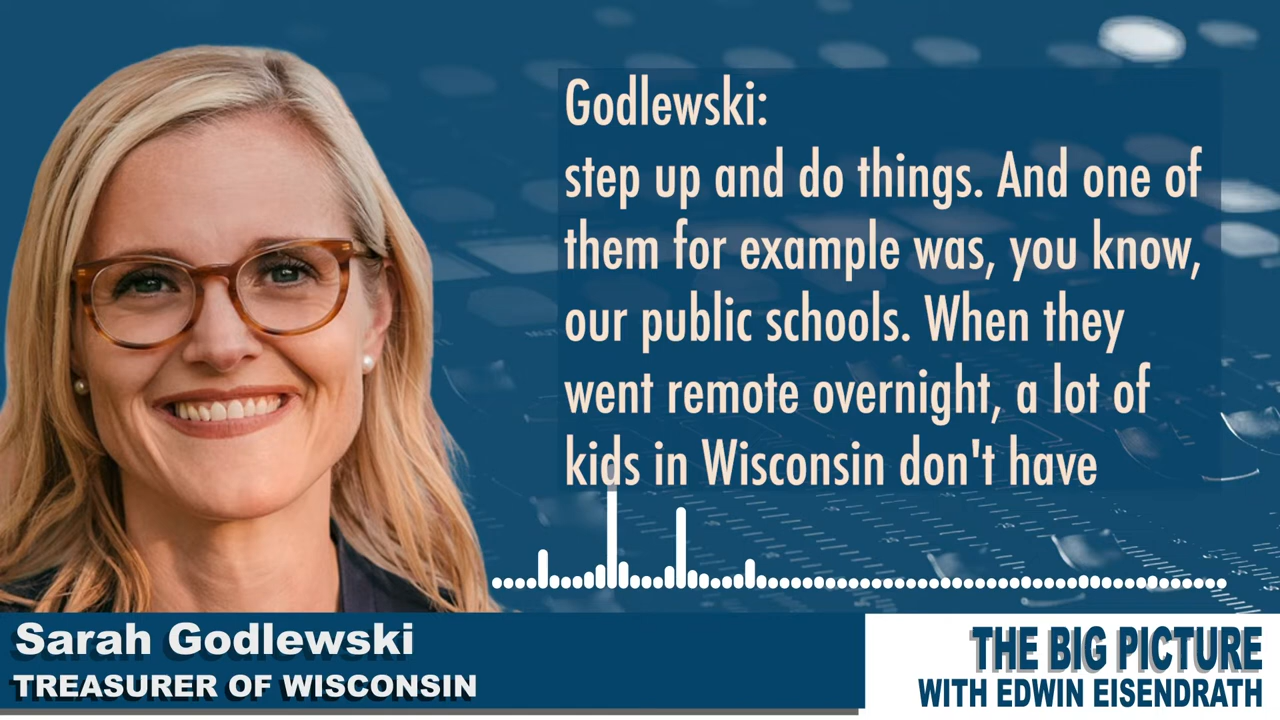 Godlewski:
step up and do things. And one of
them for example was, you know,
our public schools. When they
went remote overnight, a lot of
kids in Wisconsin don't have
Sarah Godlewski
TREASURER OF WISCONSIN
THE BIG PICTURE
WITH EDWIN EISENDRATH